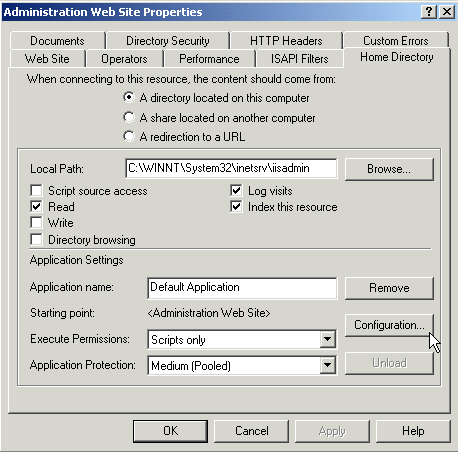 Administration Web Site Properties
Documents Directory Security HTTP Headers Custom Errors
Web Site Operators Performance ISAPI Filters Home Directory
When connecting to this resource, the content should come from:
A directory located on this computer
A share located on another computer
A redirection to a URL
Local Path: C:\WINNT\System32\inetsrv\iisadmin Browse...
Script source access Log visits
Read Index this resource
Write
Directory browsing
Application Settings
Application name: Default Application Remove
Starting point: <Administration Web Site>
Configuration...
Execute Permissions: Scripts only
Application Protection: Medium (Pooled) Unload
OK Cancel Apply Help